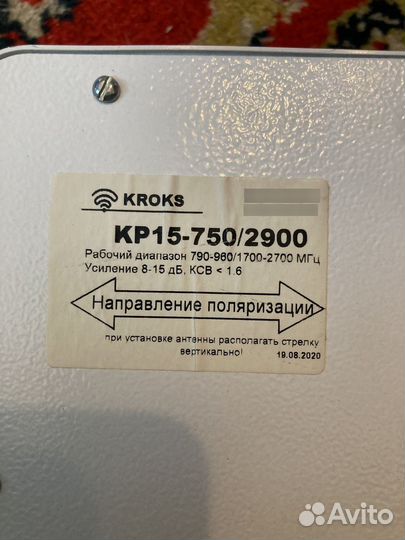 KROKS
KP15-750/2900
Рабочий диапазон 790-960/1700-2700 МГц
Усиление 8-15 дБ, КСВ < 1.6
Направление поляризации
при установке антенны располагать стрелку
вертикально!
19.08.2020
Avito